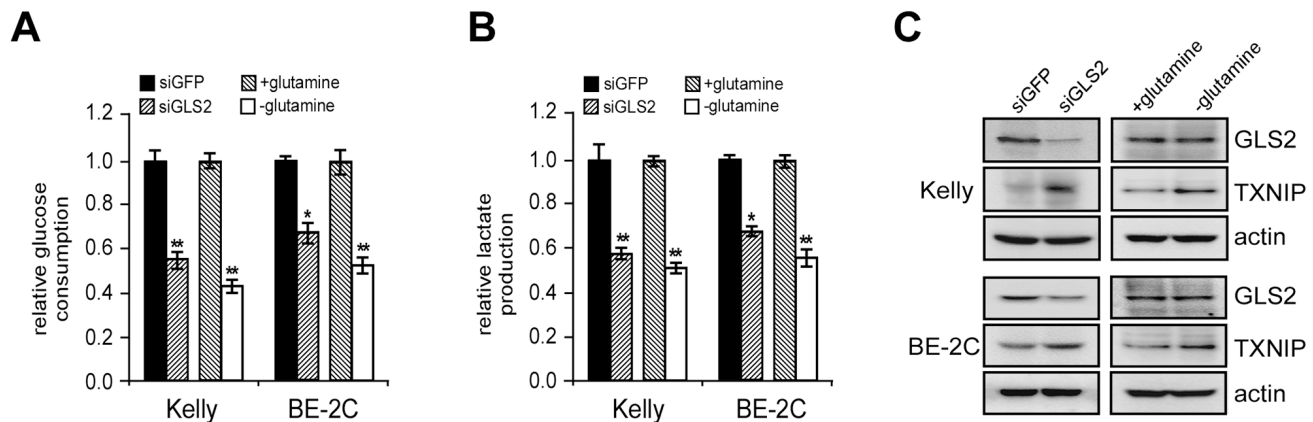 A
siGFP +glutamine
siGLS2 -glutamine
relative glucose
consumption
1.2
1.0
0.8
0.6
0.4
0.2
0.0
** ** * **
Kelly BE-2C
B
siGFP +glutamine
siGLS2 -glutamine
relative lactate
production
1.2
1.0
0.8
0.6
0.4
0.2
0.0
** ** * **
Kelly BE-2C
C
siGFP siGLS2 +glutamine -glutamine
GLS2
Kelly TXNIP
actin
GLS2
BE-2C TXNIP
actin